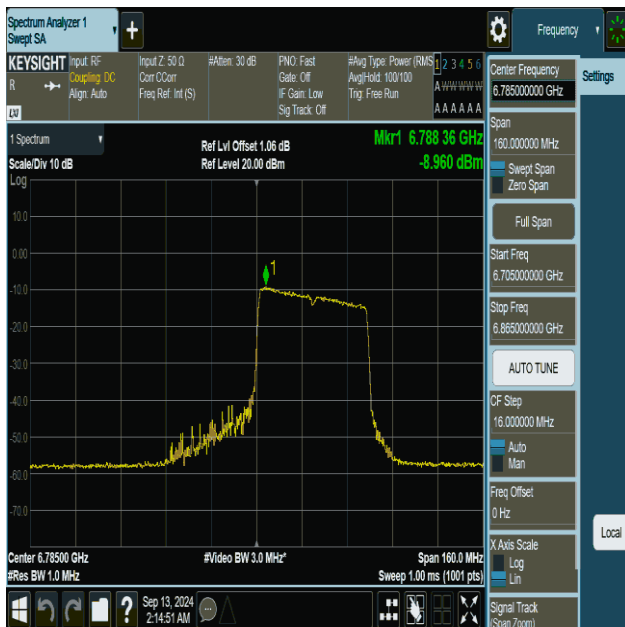 Spectrum Analyzer 1
Swept SA
Frequency
KEYSIGHT
R
LXI
Input: RF
Coupling: DC
Align: Auto
Input Z: 50 Ω
Corr CCorr
Freq Ref: Int (S)
#Atten: 30 dB
PNO: Fast
Gate: Off
IF Gain: Low
Sig Track: Off
#Avg Type: Power (RMS
Avg|Hold: 100/100
Trig: Free Run
1 2 3 4 5 6
A W W W W W
A A A A A A
Center Frequency
6.785000000 GHz
Settings
1 Spectrum
Scale/Div 10 dB
Log
Ref Lvl Offset 1.06 dB
Ref Level 20.00 dBm
Mkr1 6.788 36 GHz
-8.960 dBm
Span
160.000000 MHz
Swept Span
Zero Span
Full Span
Start Freq
6.705000000 GHz
Stop Freq
6.865000000 GHz
AUTO TUNE
CF Step
16.000000 MHz
Auto
Man
Freq Offset
0 Hz
X Axis Scale
Log
Lin
Signal Track
(Span Zoom)
Local
10.0
0.00
-10.0
-20.0
-30.0
-40.0
-50.0
-60.0
-70.0
1
Center 6.78500 GHz
#Res BW 1.0 MHz
#Video BW 3.0 MHz*
Span 160.0 MHz
Sweep 1.00 ms (1001 pts)
?
Sep 13, 2024
2:14:51 AM